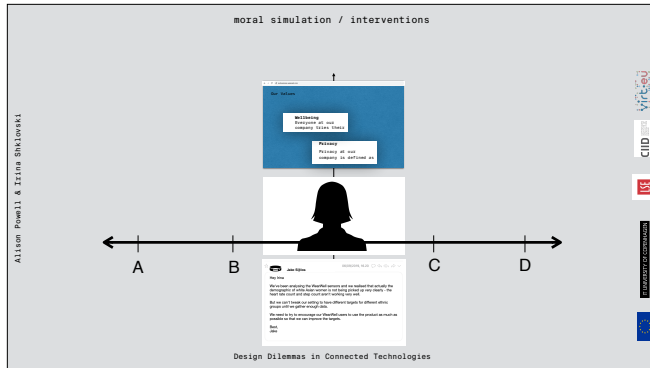 moral simulation / interventions
Alison Powell & Irina Shklovski
Our Values
Wellbeing
Everyone at our
company tries their
Privacy
Privacy at our
company is defined as
A
B
C
D
Jake Eijlles
Hey Nina
We've been analysing the WearWell sensors and we realised that actually the
demographic of white Asian women is not being picked up very clearly - the
heart rate count and step count aren't working very well.
But we can't tweak our setting to have different targets for different ethnic
groups until we gather enough data.
We need to try to encourage our WearWell users to use the product as much as
possible so that we can improve the targets.
Best,
Jake
Design Dilemmas in Connected Technologies
virt-eu
CIID
LSE
IT UNIVERSITY OF COPENHAGEN